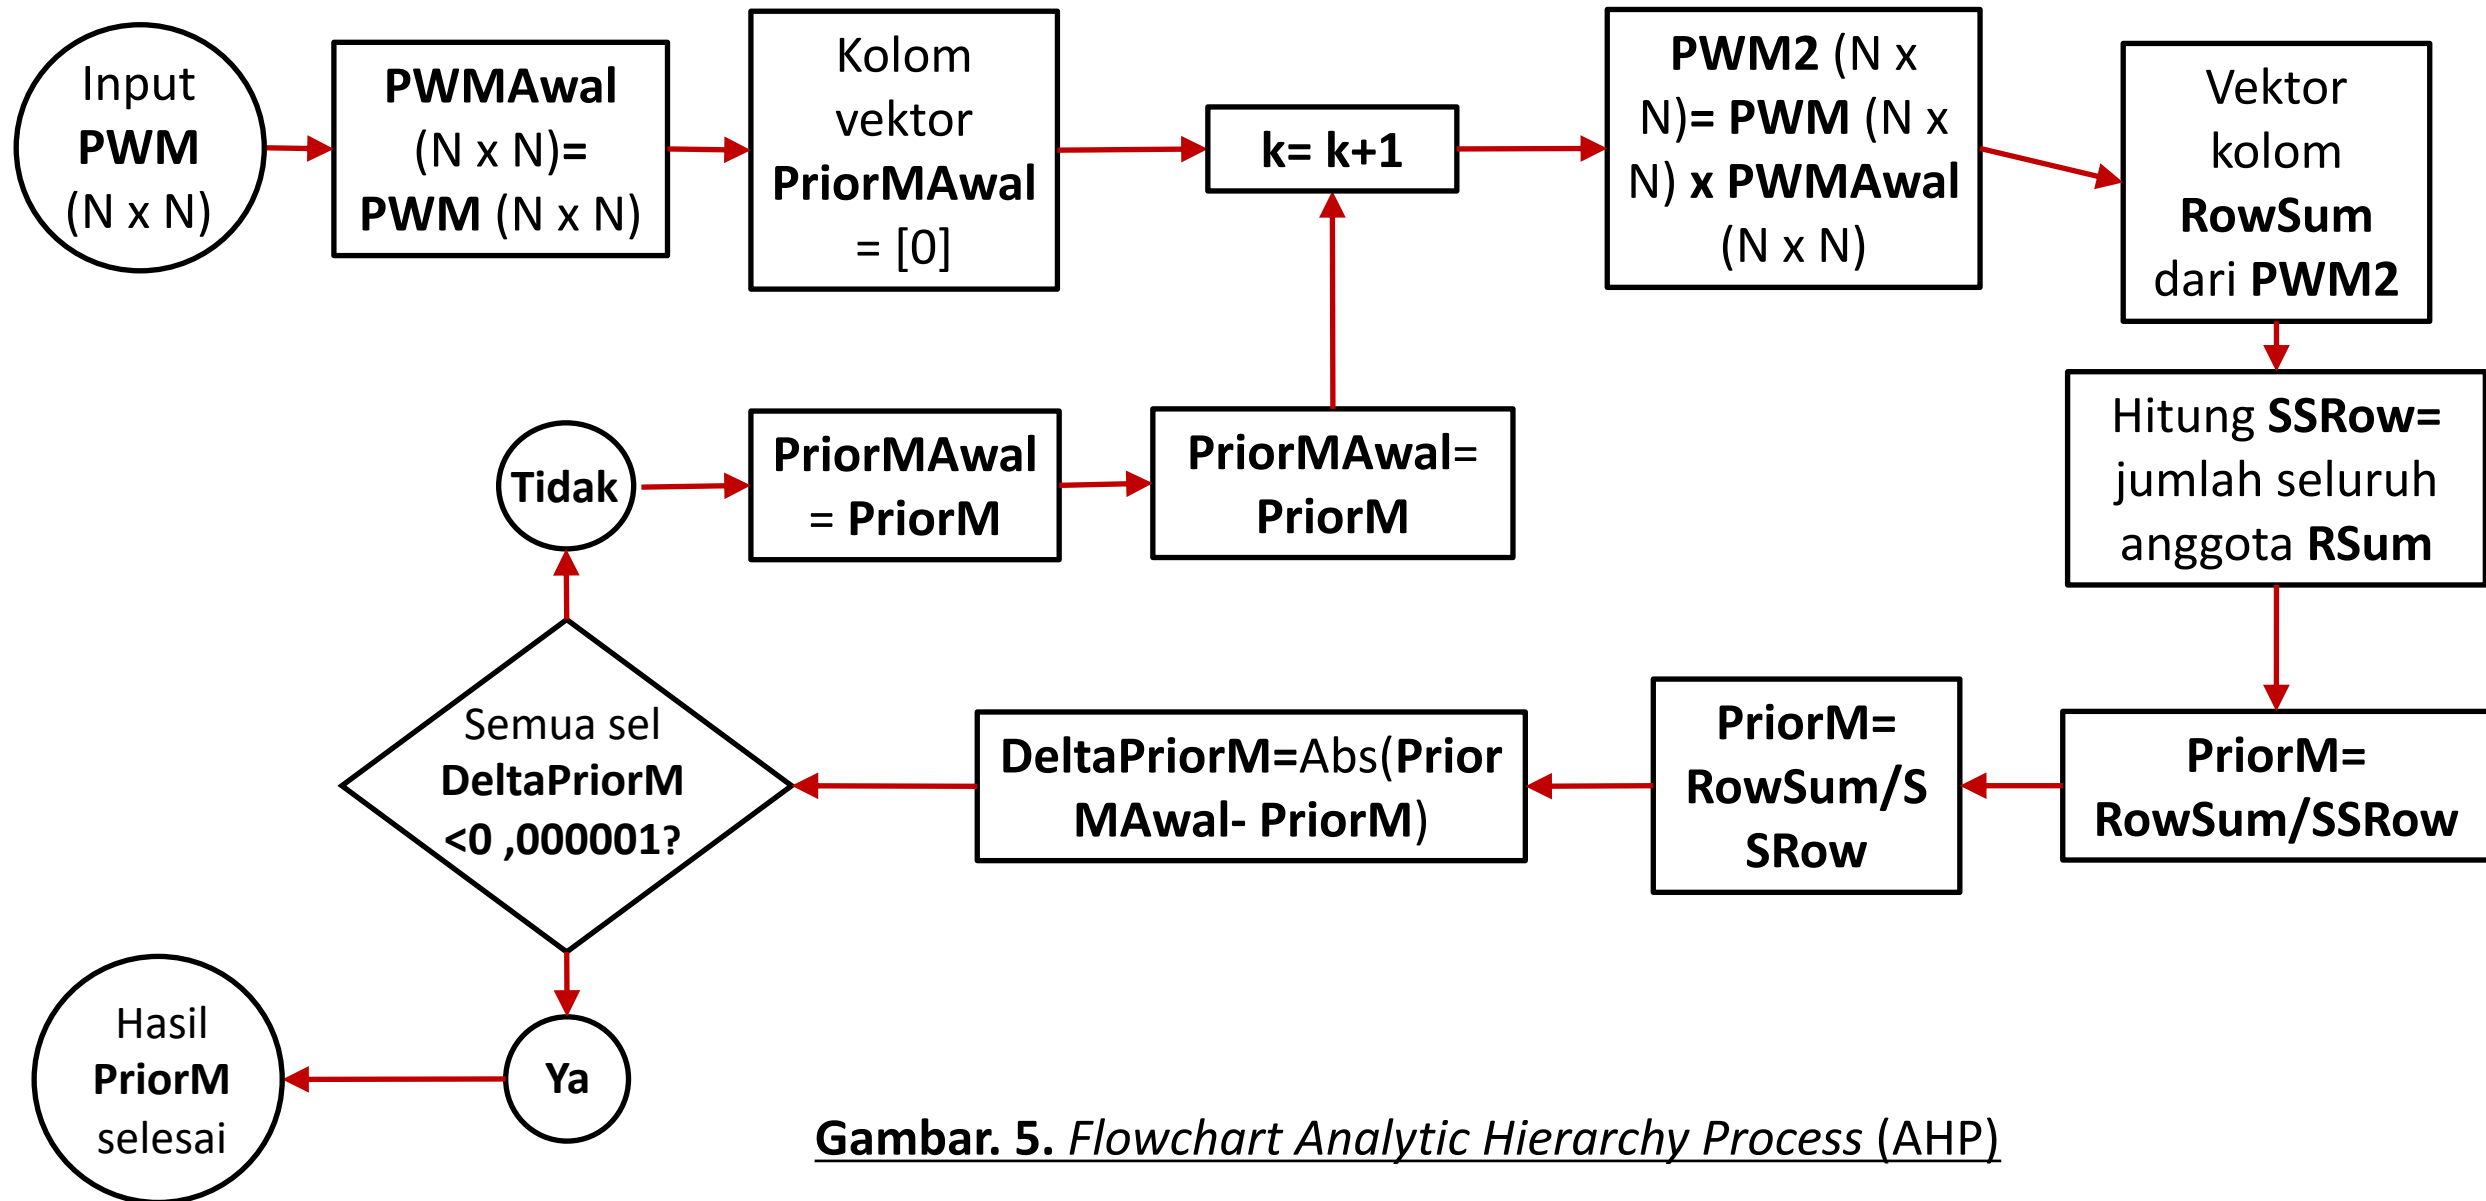 Input
PWM
(N x N)
PWMAwal
(N x N)=
PWM (N x N)
Kolom
vektor
PriorMAwal
= [0]
k= k+1
PWM2 (N x
N)= PWM (N x
N) x PWMAwal
(N x N)
Vektor
kolom
RowSum
dari PWM2
Hitung SSRow=
jumlah seluruh
anggota RSum
PriorM=
RowSum/SSRow
PriorM=
RowSum/S
SRow
DeltaPriorM=Abs(Prior
MAwal- PriorM)
Semua sel
DeltaPriorM
<0 ,000001?
Tidak
PriorMAwal
= PriorM
PriorMAwal=
PriorM
Ya
Hasil
PriorM
selesai
Gambar. 5. Flowchart Analytic Hierarchy Process (AHP)